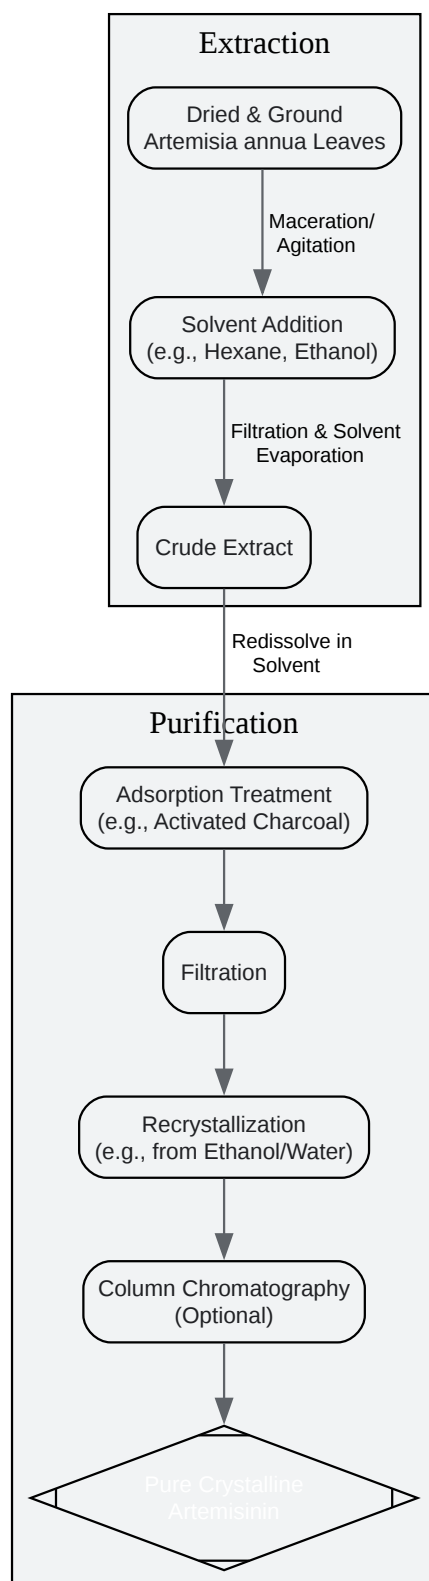 Extraction
Dried & Ground
Artemisia annua Leaves
Maceration/
Agitation
Solvent Addition
(e.g., Hexane, Ethanol)
Filtration & Solvent
Evaporation
Crude Extract
Redissolve in
Solvent
Purification
Adsorption Treatment
(e.g., Activated Charcoal)
Filtration
Recrystallization
(e.g., from Ethanol/Water)
Column Chromatography
(Optional)
Pure Crystalline
Artemisinin